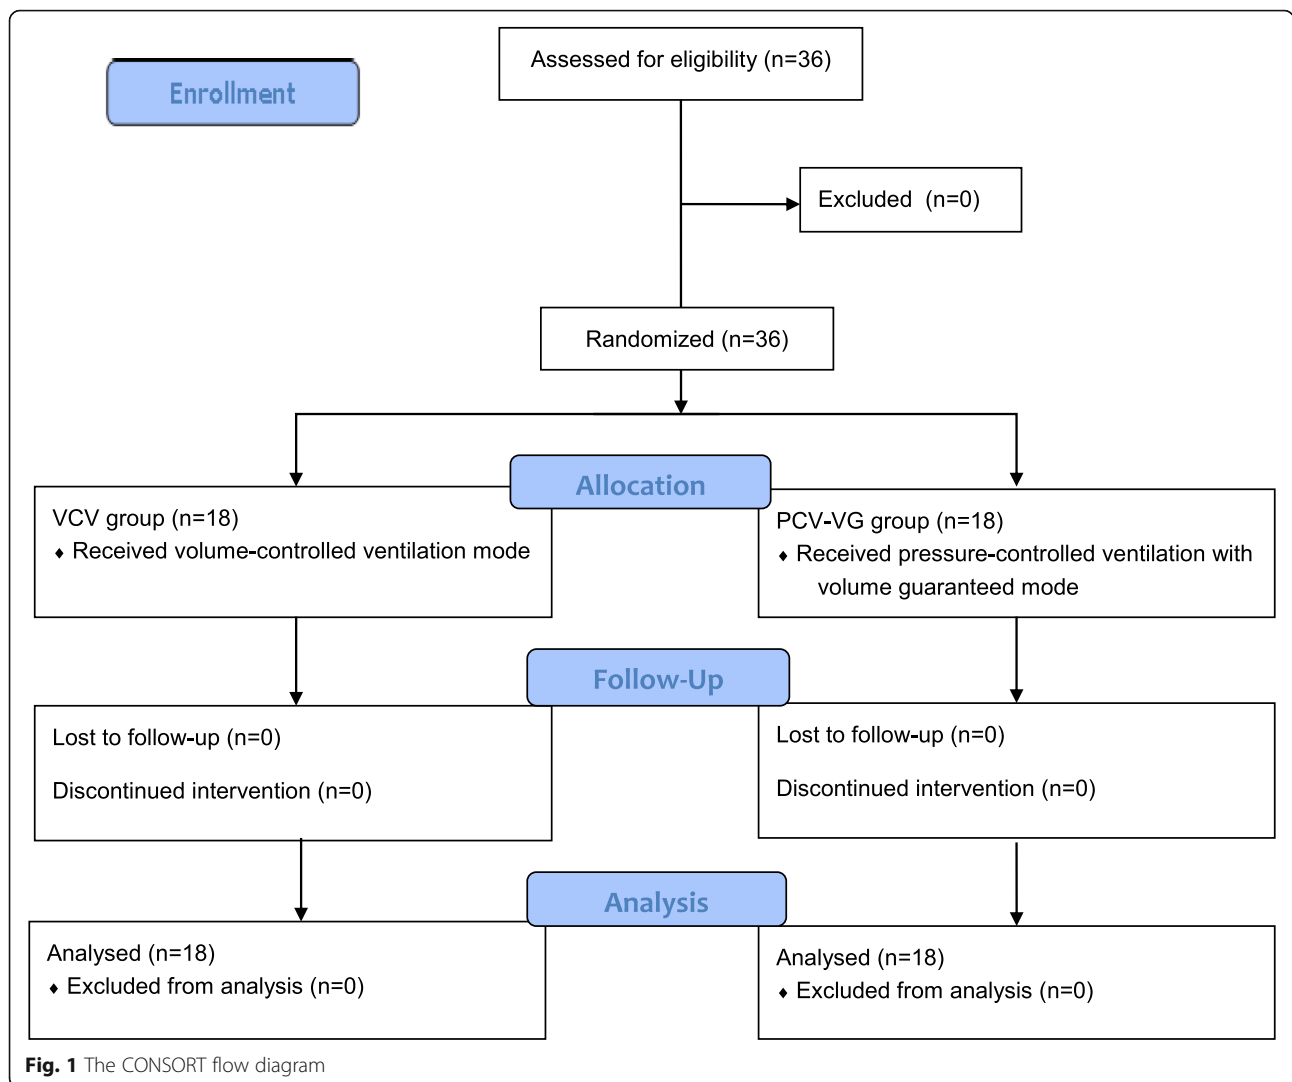 Assessed for eligibility (n=36)
Enrollment
Excluded (n=0)
Randomized (n=36)
Allocation
VCV group (n=18)
♦ Received volume-controlled ventilation mode
PCV-VG group (n=18)
♦ Received pressure-controlled ventilation with
volume guaranteed mode
Follow-Up
Lost to follow-up (n=0)
Discontinued intervention (n=0)
Lost to follow-up (n=0)
Discontinued intervention (n=0)
Analysis
Analysed (n=18)
♦ Excluded from analysis (n=0)
Analysed (n=18)
♦ Excluded from analysis (n=0)
Fig. 1 The CONSORT flow diagram